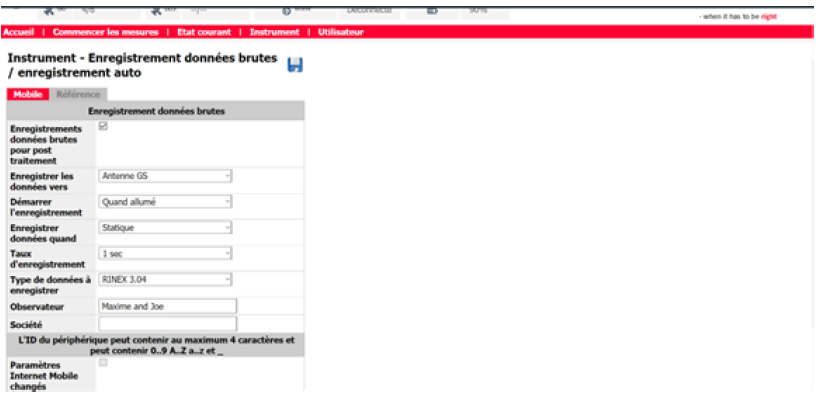 Déconnecté 90%
- when it has to be right
Accueil | Commencer les mesures | Etat courant | Instrument | Utilisateur
Instrument - Enregistrement données brutes
/ enregistrement auto
Mobile Référence
Enregistrement données brutes
Enregistrements
données brutes
pour post
traitement
Enregistrer les
données vers
Antenne GS
Démarrer
l'enregistrement
Quand allumé
Enregistrer
données quand
Statique
Taux
d'enregistrement
1 sec
Type de données à
enregistrer
RINEX 3.04
Observateur
Maxime and Joe
Société
L'ID du périphérique peut contenir au maximum 4 caractères et
peut contenir 0..9 A..Z a..z et _
Paramètres
Internet Mobile
changés